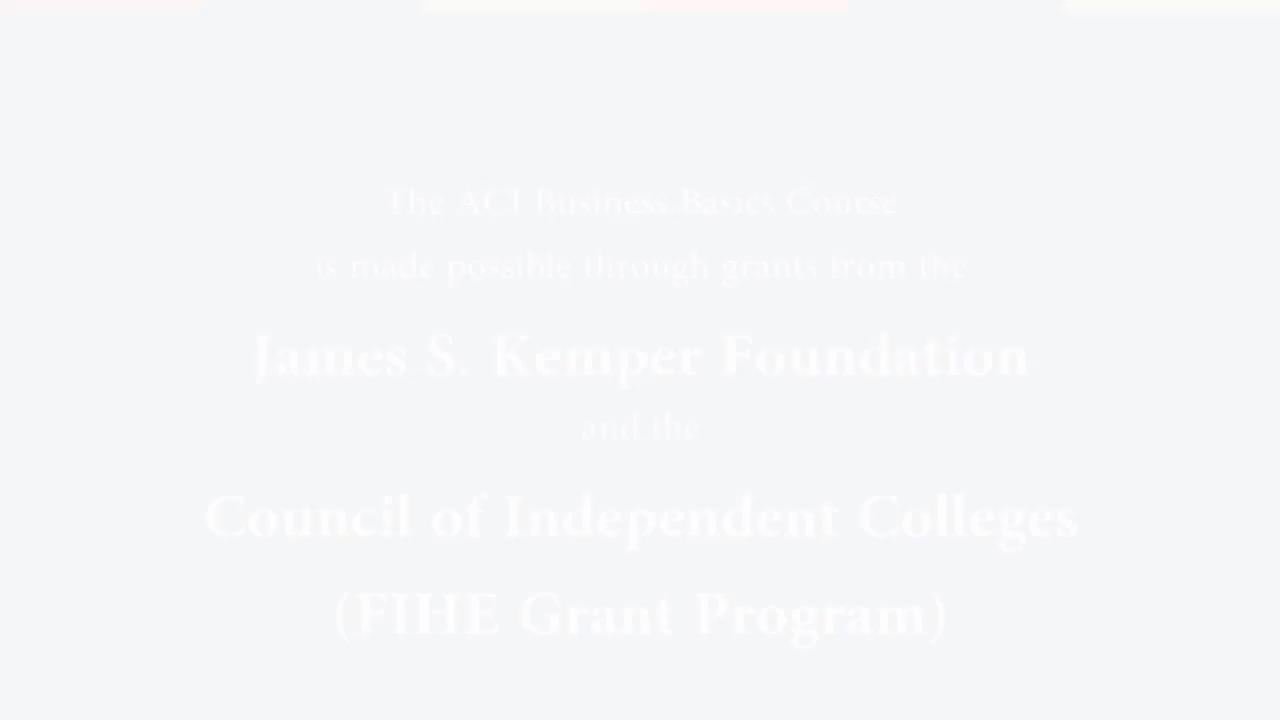 The ACI Business Basics Course
is made possible through grants from the
James S. Kemper Foundation
and the
Council of Independent Colleges
(FIHE Grant Program)